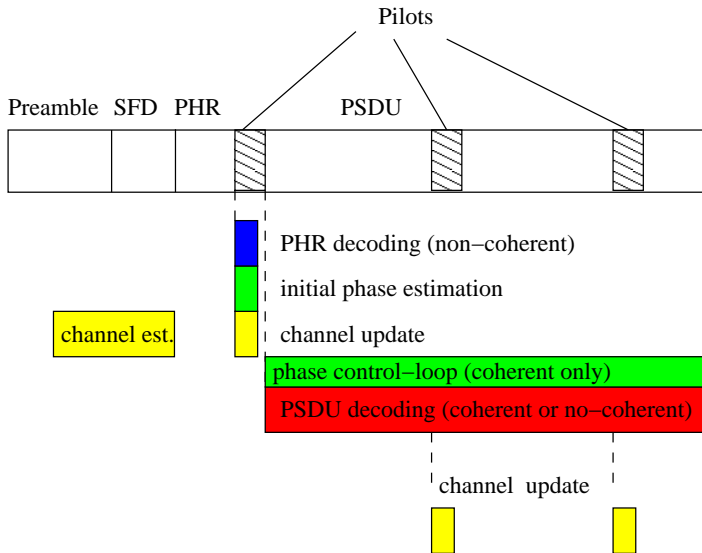 Pilots
Preamble SFD PHR PSDU
PHR decoding (non−coherent)
initial phase estimation
channel est. channel update
phase control−loop (coherent only)
PSDU decoding (coherent or no−coherent)
channel update